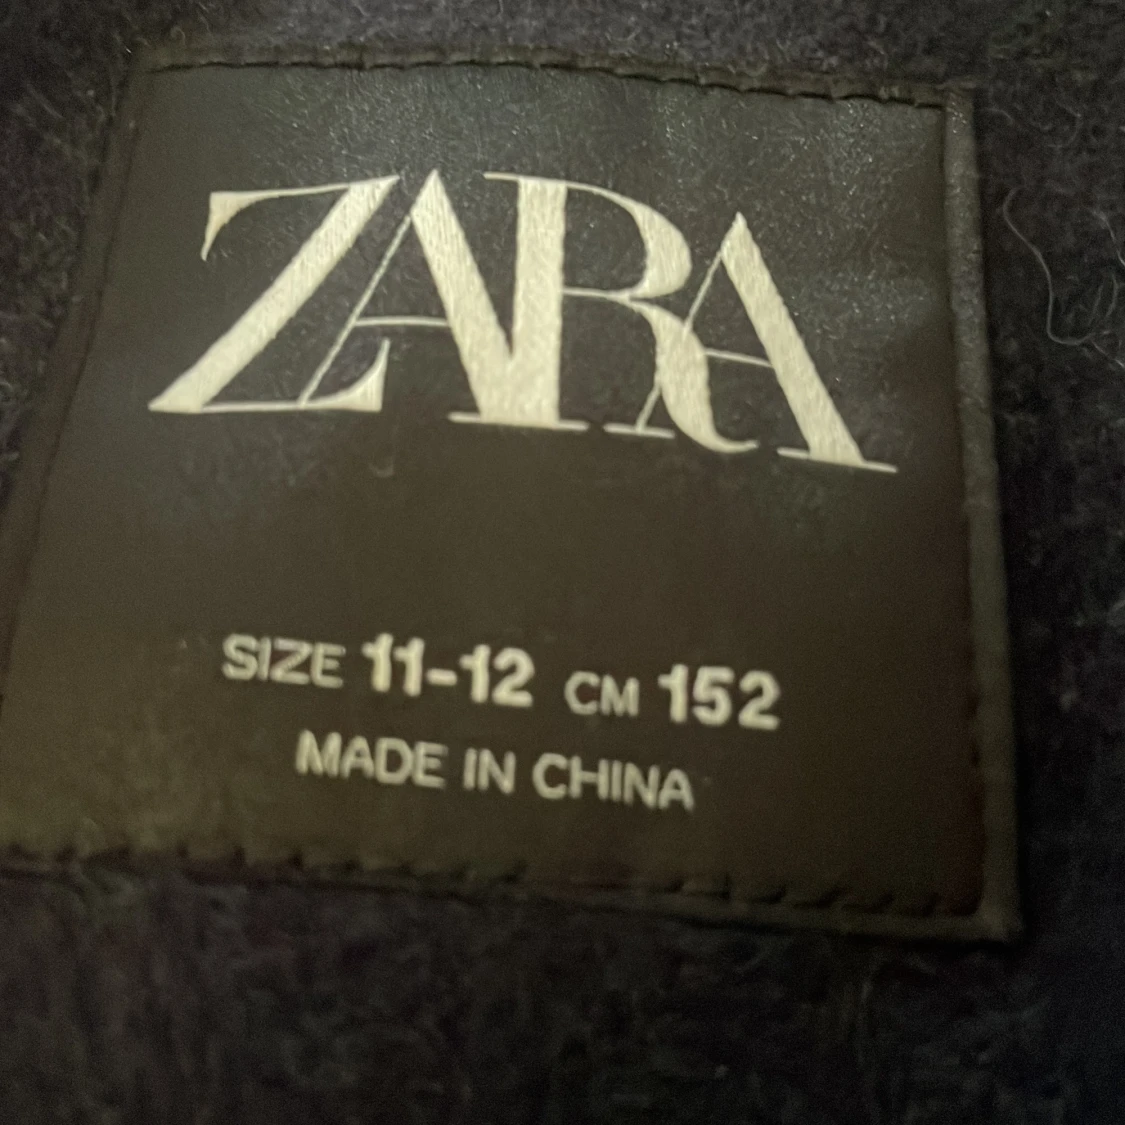 ZARA
SIZE 11-12 CM 152
MADE IN CHINA